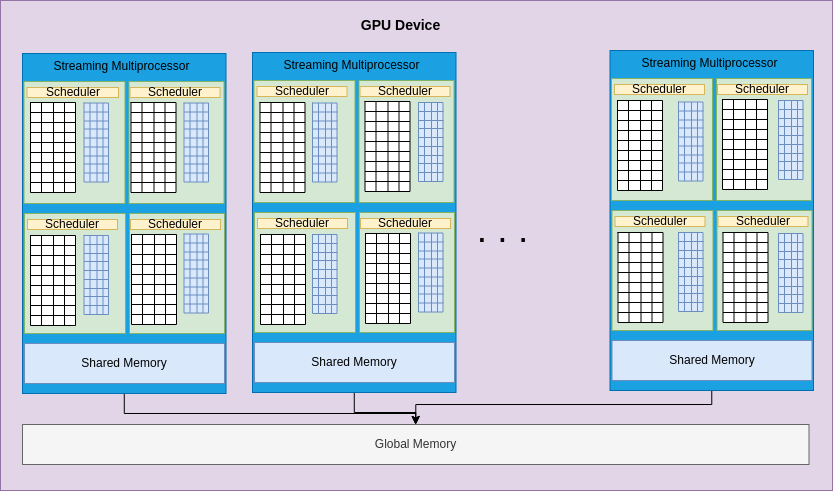 GPU Device
Streaming Multiprocessor
Scheduler
Scheduler
Scheduler
Scheduler
Shared Memory
Streaming Multiprocessor
Scheduler
Scheduler
Scheduler
Scheduler
Shared Memory
. . .
Streaming Multiprocessor
Scheduler
Scheduler
Scheduler
Scheduler
Shared Memory
Global Memory